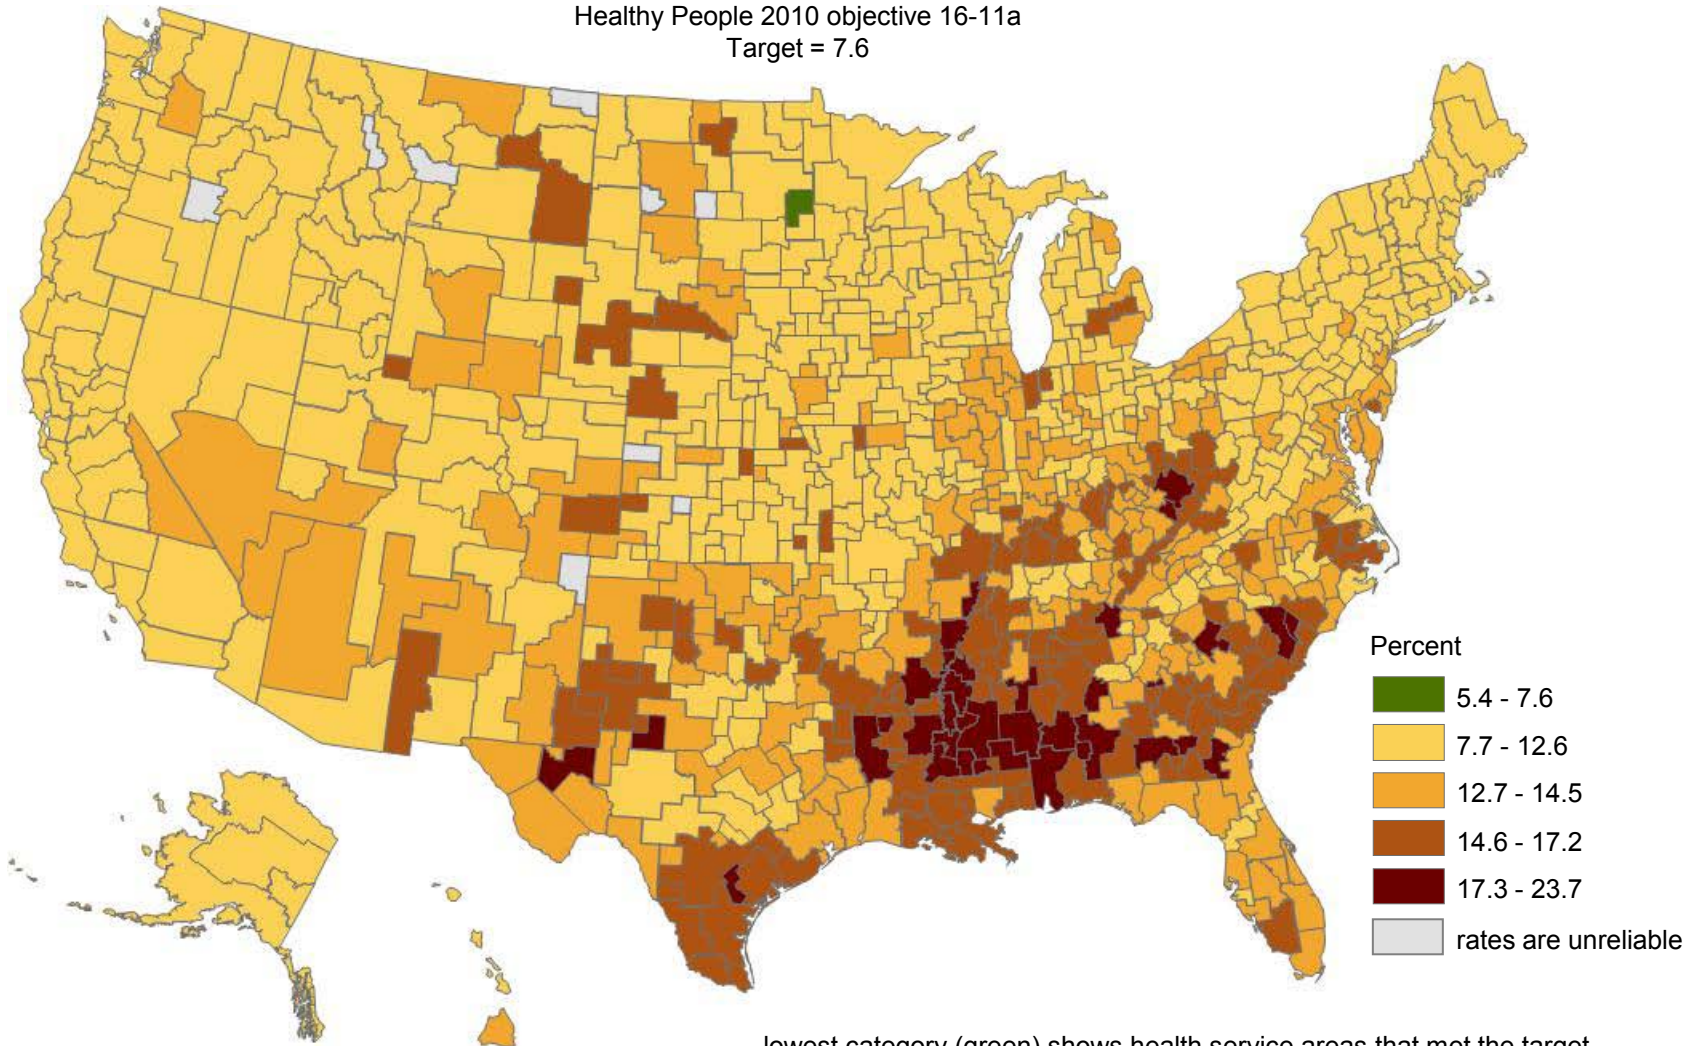 Healthy People 2010 objective 16-11a
Target = 7.6
Percent
5.4 - 7.6
7.7 - 12.6
12.7 - 14.5
14.6 - 17.2
17.3 - 23.7
rates are unreliable
lowest category (green) shows health service areas that met the target